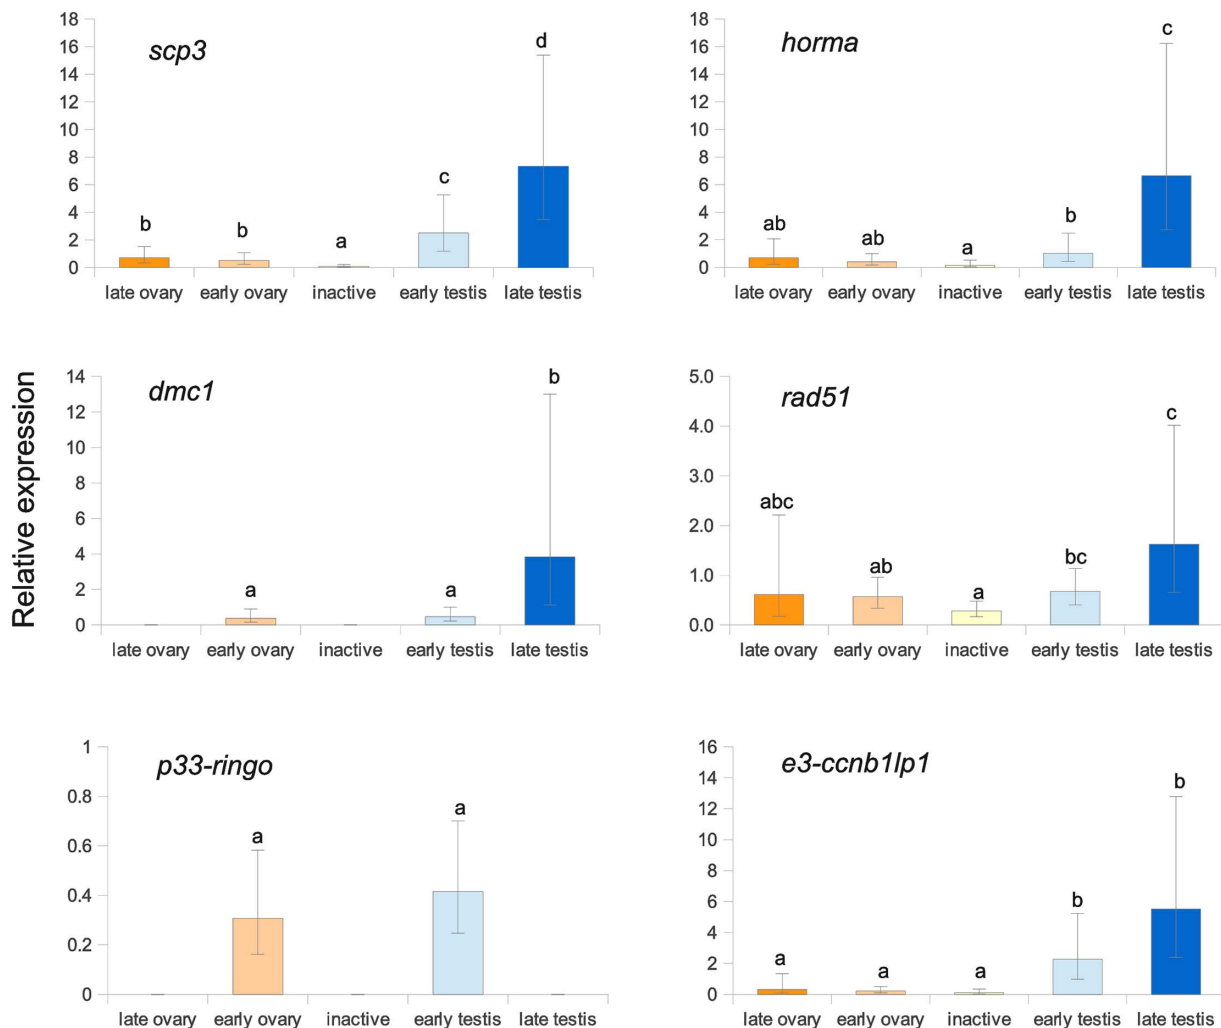 Relative expression
scp3
18
16
14
12
10
8
6
4
2
0
b
b
a
c
d
late ovary early ovary inactive early testis late testis
horma
18
16
14
12
10
8
6
4
2
0
ab
ab
a
b
c
late ovary early ovary inactive early testis late testis
dmc1
14
12
10
8
6
4
2
0
a
a
b
late ovary early ovary inactive early testis late testis
rad51
5.0
4.0
3.0
2.0
1.0
0.0
abc
ab
a
bc
c
late ovary early ovary inactive early testis late testis
p33-ringo
1
0.8
0.6
0.4
0.2
0
a
a
late ovary early ovary inactive early testis late testis
e3-ccnb1lp1
16
14
12
10
8
6
4
2
0
a
a
a
b
b
late ovary early ovary inactive early testis late testis